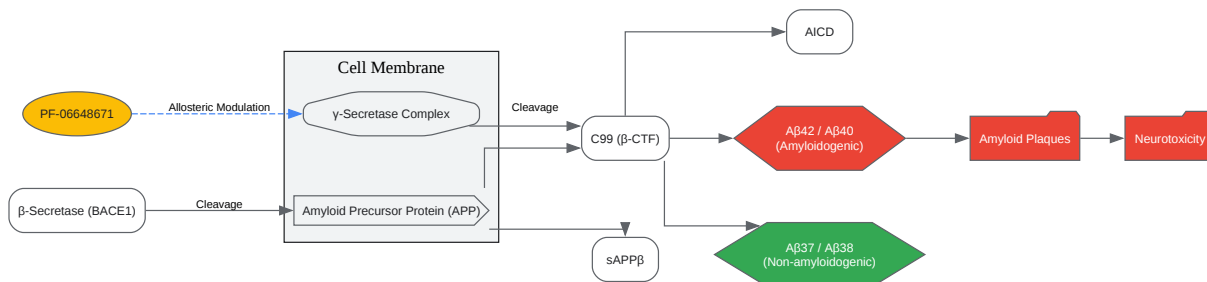 AICD
Cell Membrane
PF-06648671
Allosteric Modulation
γ-Secretase Complex
Cleavage
C99 (β-CTF)
Aβ42 / Aβ40
(Amyloidogenic)
Amyloid Plaques
Neurotoxicity
β-Secretase (BACE1)
Cleavage
Amyloid Precursor Protein (APP)
sAPPβ
Aβ37 / Aβ38
(Non-amyloidogenic)